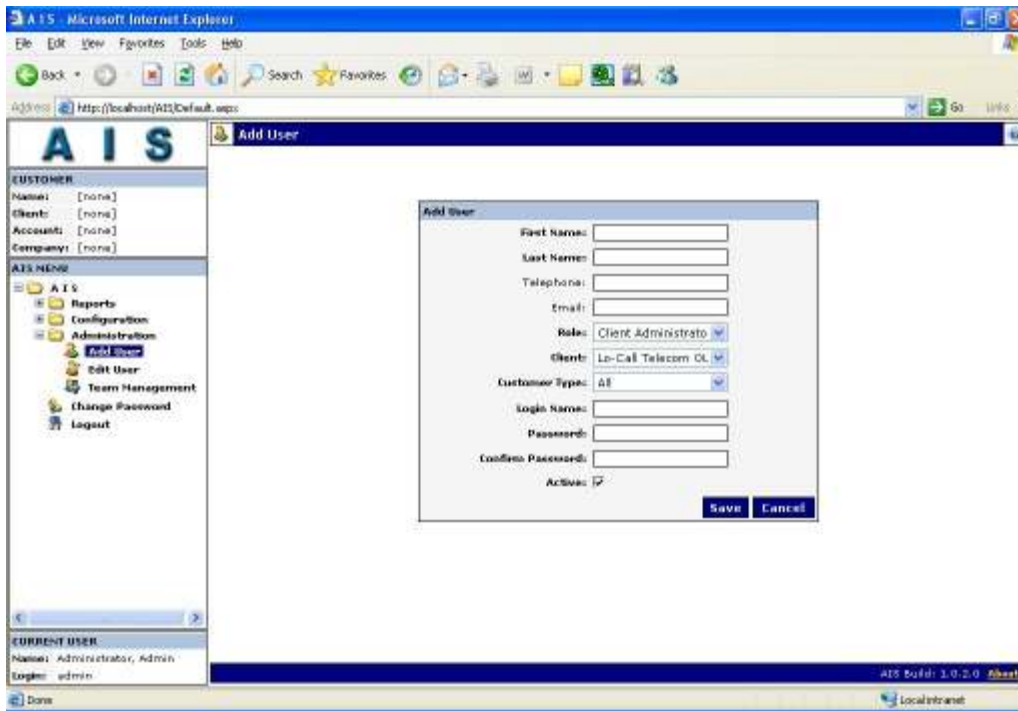 A I S - Microsoft Internet Explorer
File Edit View Favorites Tools Help
Back Search Favorites
Address http://localhost/AIS/Default.aspx Go Links
A I S
Add User
CUSTOMER
Name: [none]
Client: [none]
Account: [none]
Company: [none]
AIS MENU
A I S
Reports
Configuration
Administration
Add User
Edit User
Team Management
Change Password
Logout
Add User
First Name:
Last Name:
Telephone:
Email:
Role: Client Administrato
Client: Lo-Call Telecom
Customer Type: All
Login Name:
Password:
Confirm Password:
Active:
Save Cancel
CURRENT USER
Name: Administrator, Admin
Login: admin
AIS Build: 1.0.2.0 About
Done Local intranet